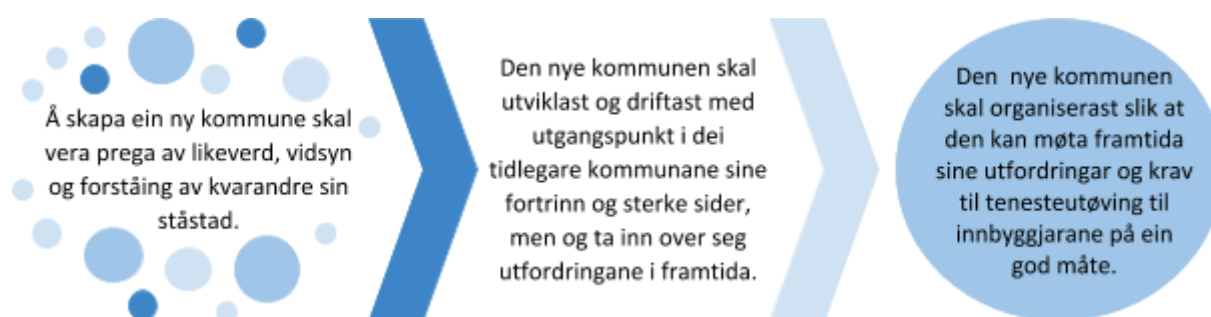 Å skapa ein ny kommune skal
vera prega av likeverd, vidsyn
og forståing av kvarandre sin
ståstad.
Den nye kommunen skal
utviklast og driftast med
utgangspunkt i dei
tidlegare kommunane sine
fortrinn og sterke sider,
men og ta inn over seg
utfordringane i framtida.
Den  nye kommunen
skal organiserast slik at
den kan møta framtida
sine utfordringar og krav
til tenesteutøving til
innbyggjarane på ein
god måte.